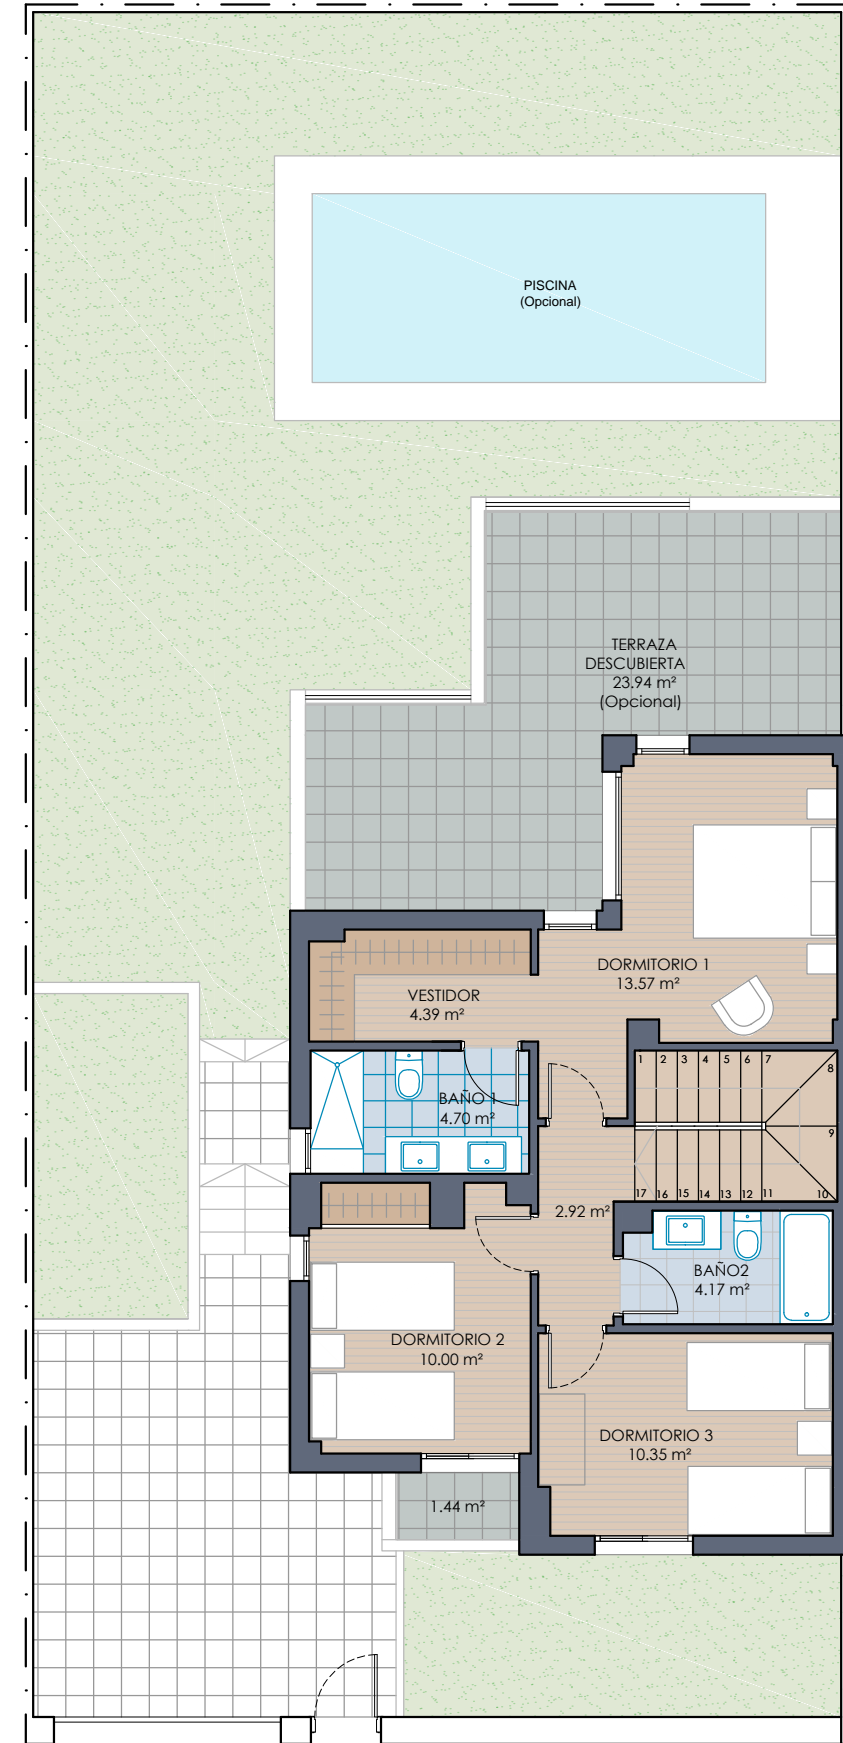 PISCINA
(Opcional)
TERRAZA
DESCUBIERTA
23.94 m²
(Opcional)
DORMITORIO 1
13.57 m²
VESTIDOR
4.39 m²
BAÑO 1
4.70 m²
1 2 3 4 5 6 7
8
9
17 16 15 14 13 12 11 10
2.92 m²
BAÑO2
4.17 m²
DORMITORIO 2
10.00 m²
DORMITORIO 3
10.35 m²
1.44 m²